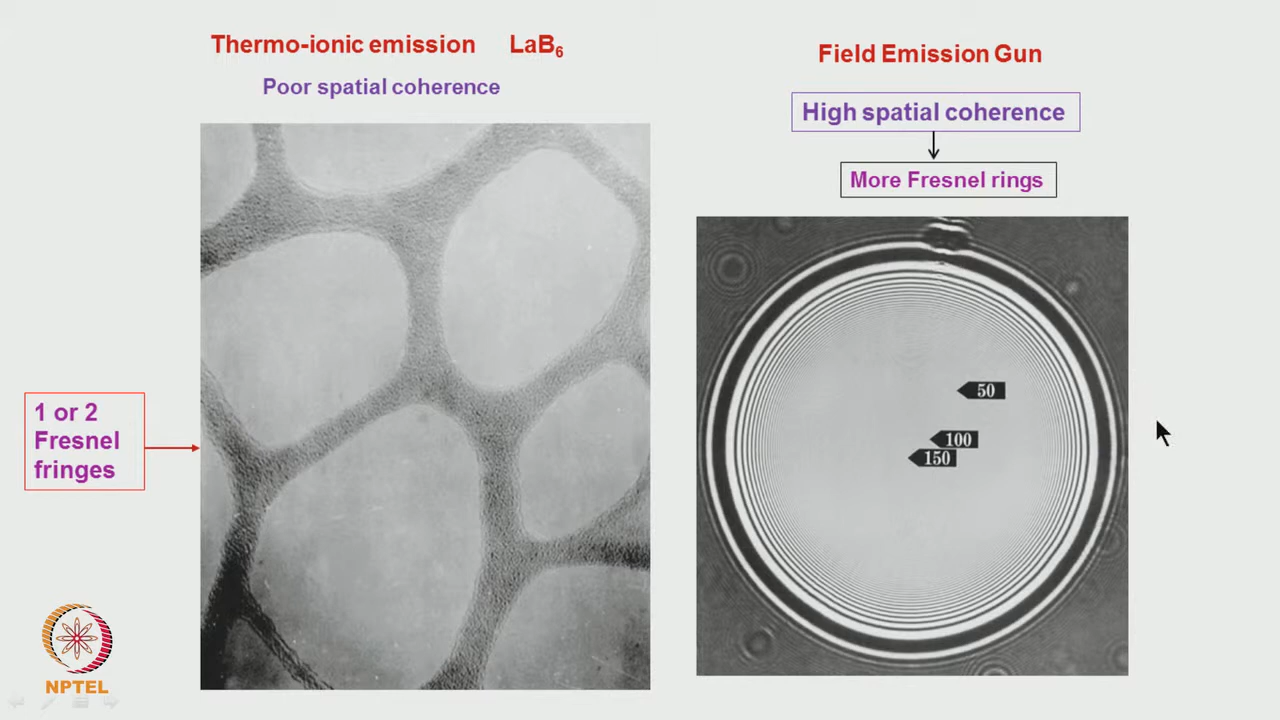 Thermo-ionic emission LaB₆
Poor spatial coherence
Field Emission Gun
High spatial coherence
More Fresnel rings
1 or 2
Fresnel
fringes
50
100
150
NPTEL